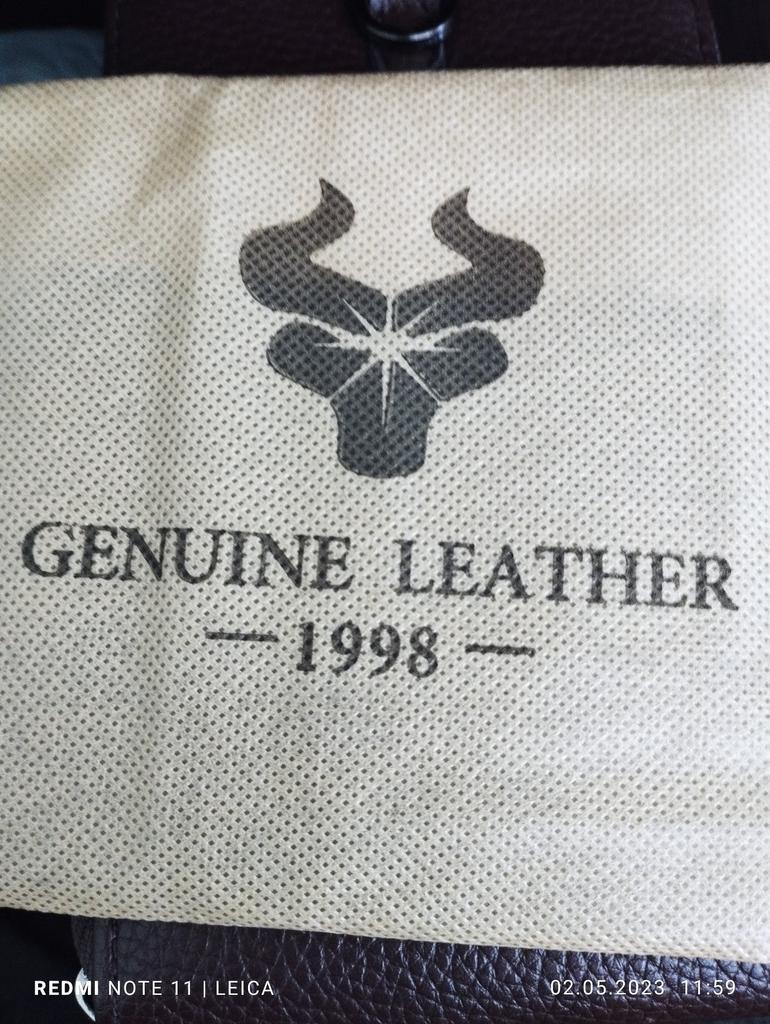 GENUINE LEATHER
— 1998 —
REDMI NOTE 11 | LEICA
02.05.2023 11:59